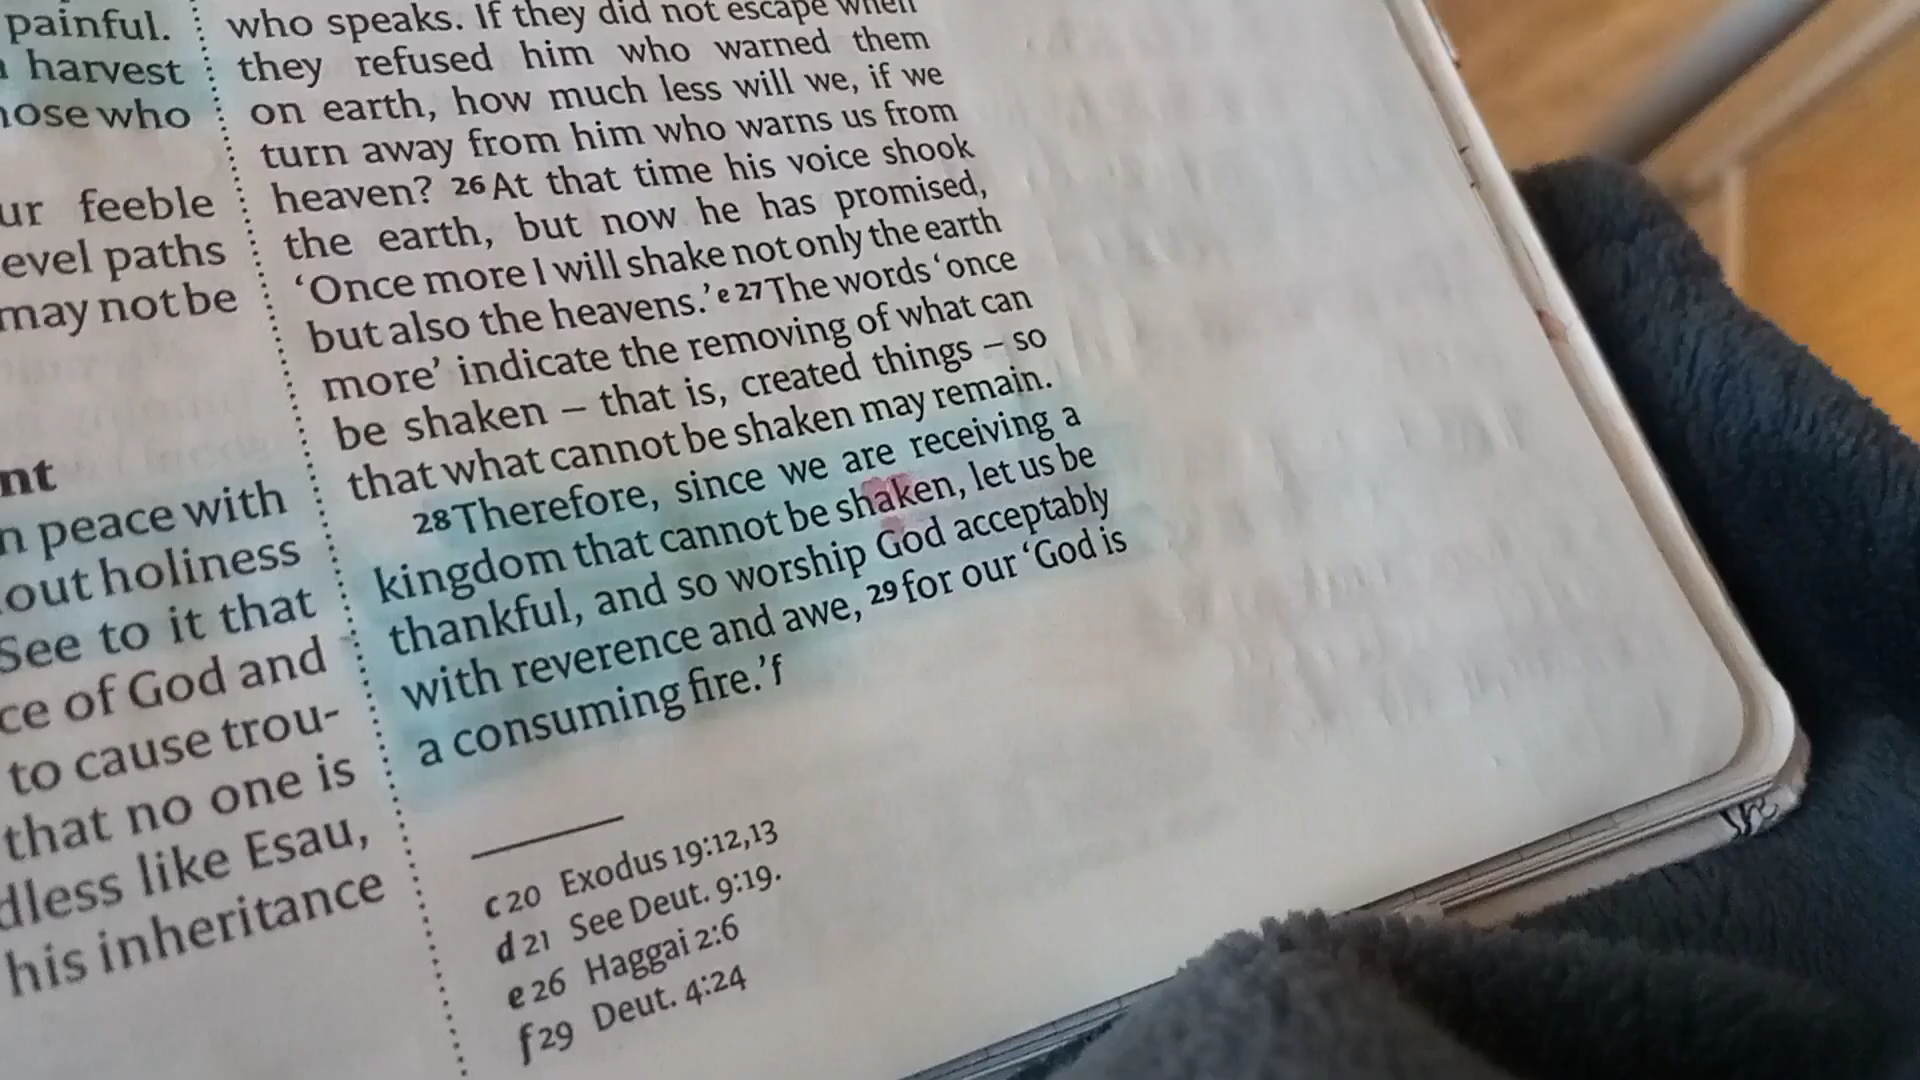 painful.
harvest
who
ur feeble
evel paths
may not be
nt
n peace with
out holiness
See to it that
ce of God and
to cause trou-
that no one is
dless like Esau,
his inheritance
who speaks. If they did not escape when
they refused him who warned them
on earth, how much less will we, if we
turn away from him who warns us from
heaven? 26 At that time his voice shook
the earth, but now he has promised,
‘Once more I will shake not only the earth
but also the heavens.’e 27 The words ‘once
more’ indicate the removing of what can
be shaken – that is, created things – so
that what cannot be shaken may remain.
28 Therefore, since we are receiving a
kingdom that cannot be shaken, let us be
thankful, and so worship God acceptably
with reverence and awe, 29 for our ‘God is
a consuming fire.’f
c 20 Exodus 19:12,13
d 21 See Deut. 9:19.
e 26 Haggai 2:6
f 29 Deut. 4:24